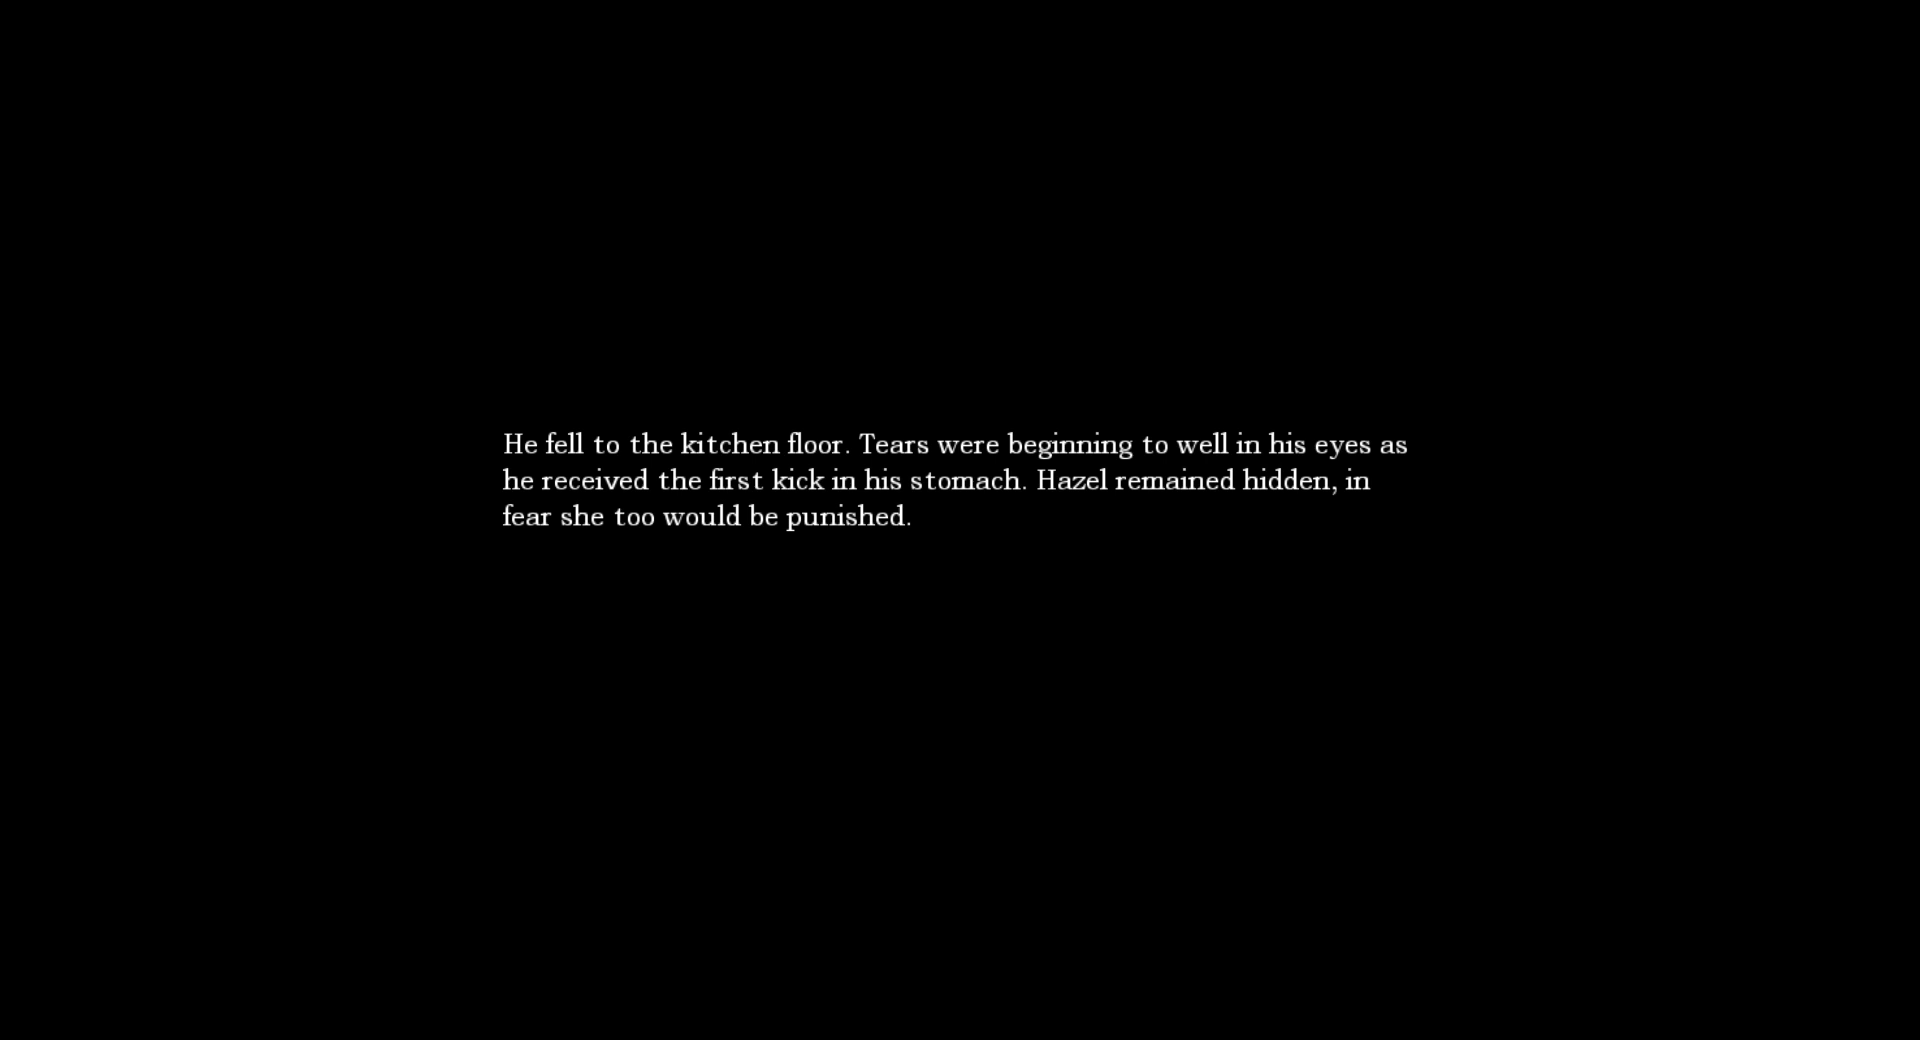 He fell to the kitchen floor. Tears were beginning to well in his eyes as
he received the first kick in his stomach. Hazel remained hidden, in
fear she too would be punished.